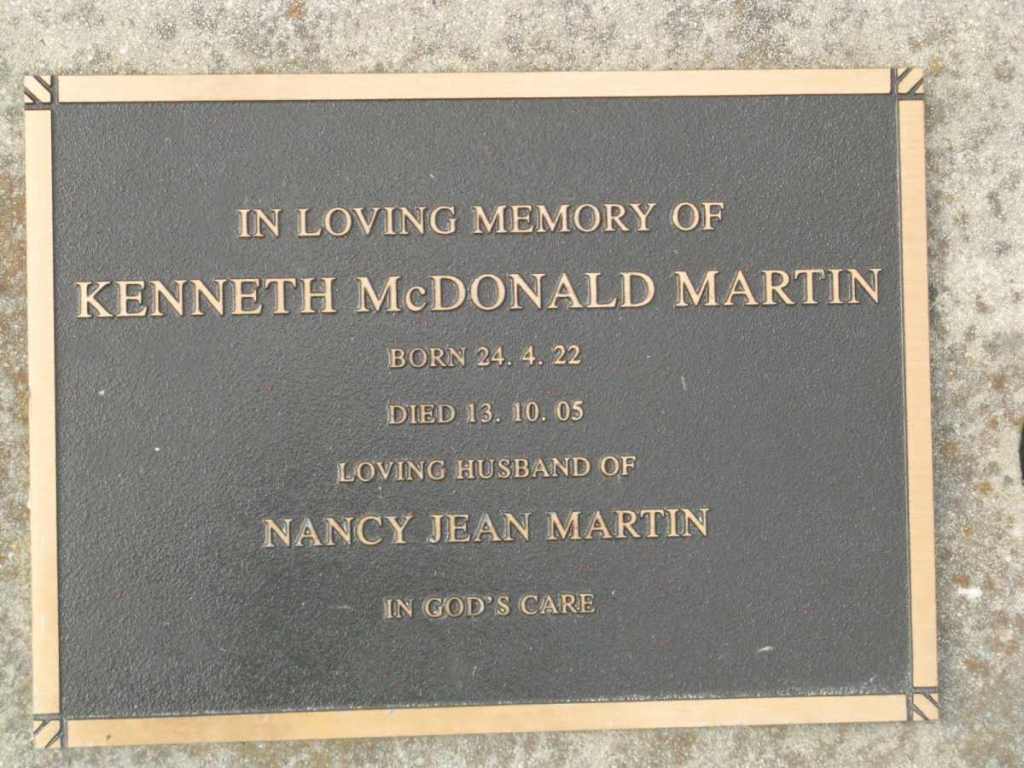 IN LOVING MEMORY OF
KENNETH McDONALD MARTIN
BORN 24. 4. 22
DIED 13. 10. 05
LOVING HUSBAND OF
NANCY JEAN MARTIN
IN GOD'S CARE